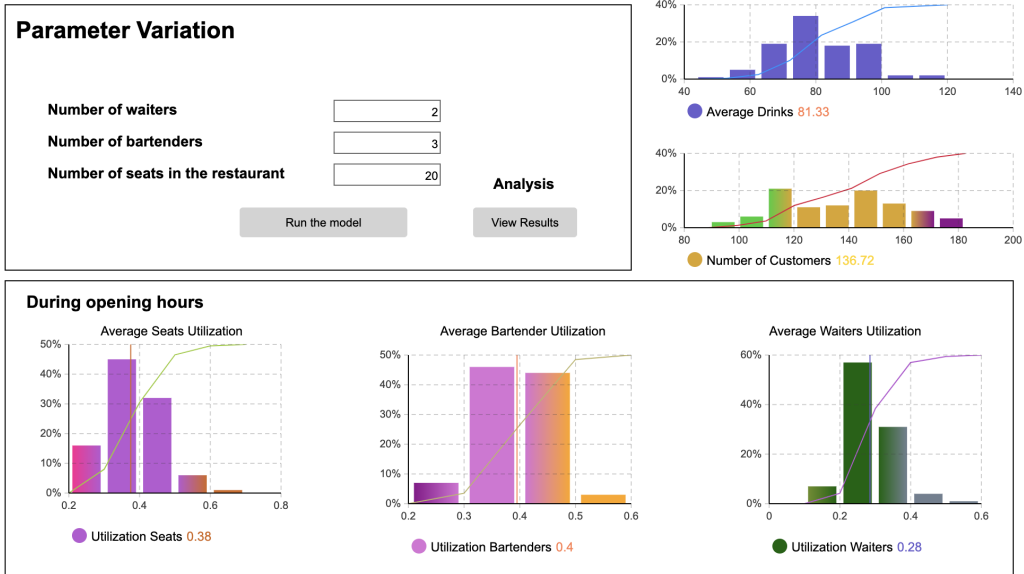 Parameter Variation
Number of waiters 2
Number of bartenders 3
Number of seats in the restaurant 20
Analysis
Run the model View Results
40%
20%
0%
40 60 80 100 120 140
Average Drinks 81.33
40%
20%
0%
80 100 120 140 160 180 200
Number of Customers 136.72
During opening hours
Average Seats Utilization
50%
40%
30%
20%
10%
0%
0.2 0.4 0.6 0.8
Utilization Seats 0.38
Average Bartender Utilization
50%
40%
30%
20%
10%
0%
0.2 0.3 0.4 0.5 0.6
Utilization Bartenders 0.4
Average Waiters Utilization
60%
40%
20%
0%
0 0.2 0.4 0.6
Utilization Waiters 0.28